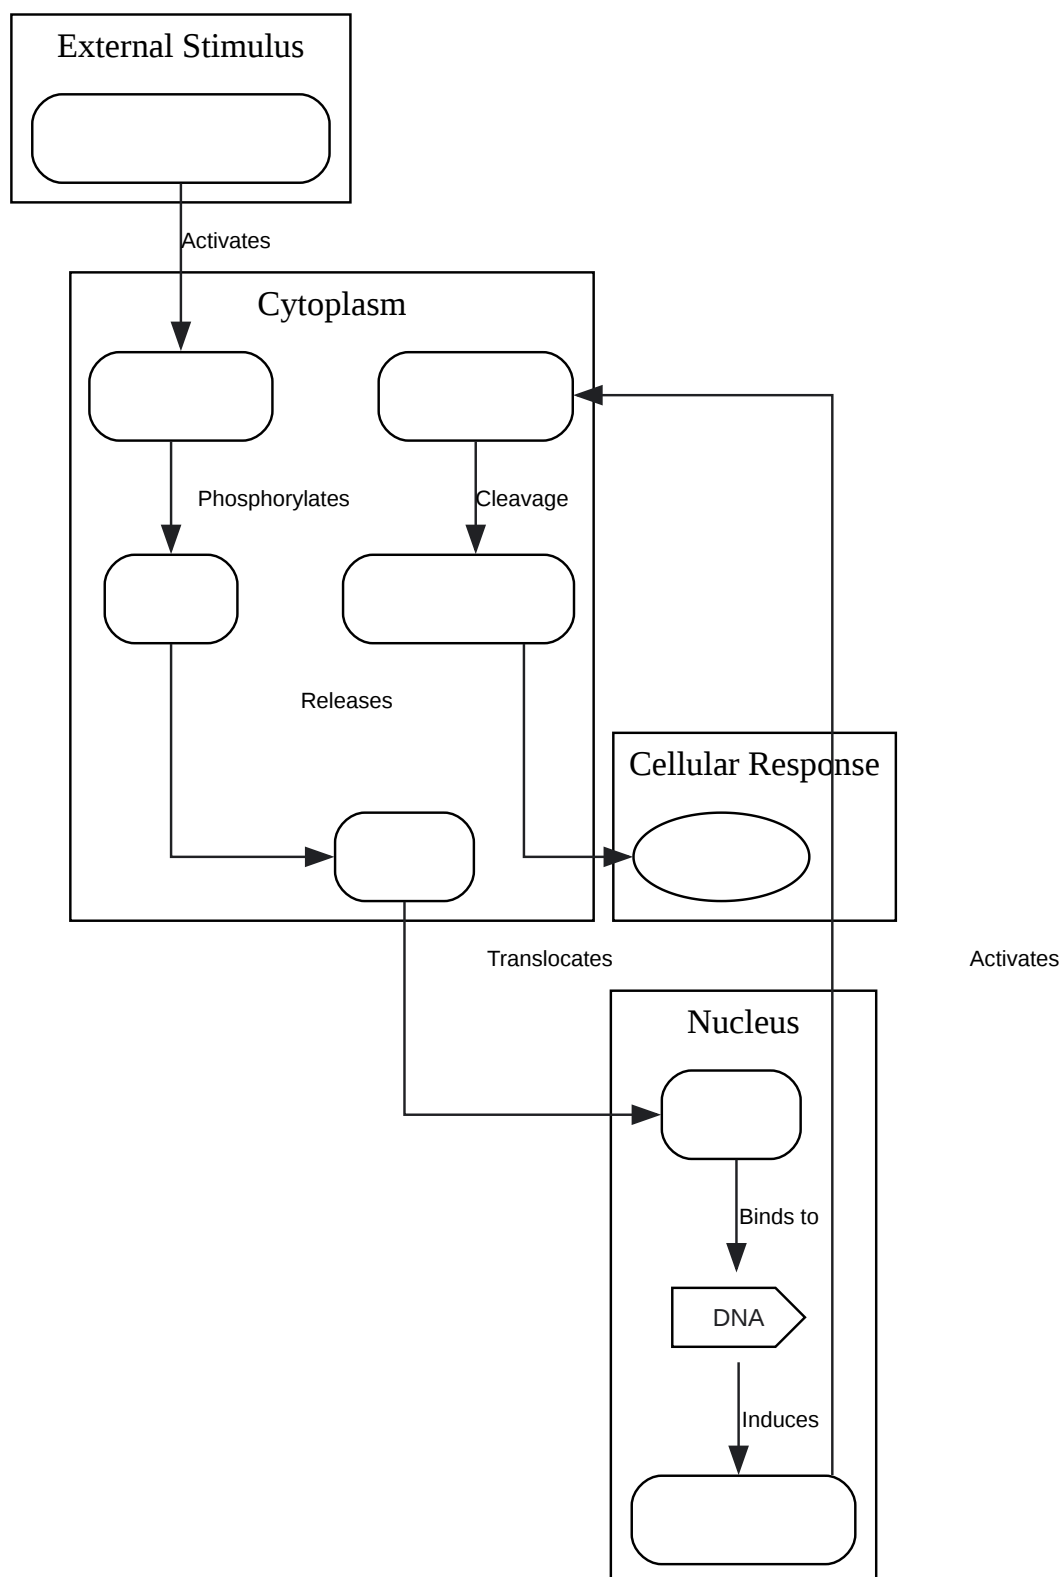 External Stimulus
Activates
Cytoplasm
Phosphorylates
Cleavage
Releases
Cellular Response
Translocates
Activates
Nucleus
Binds to
DNA
Induces